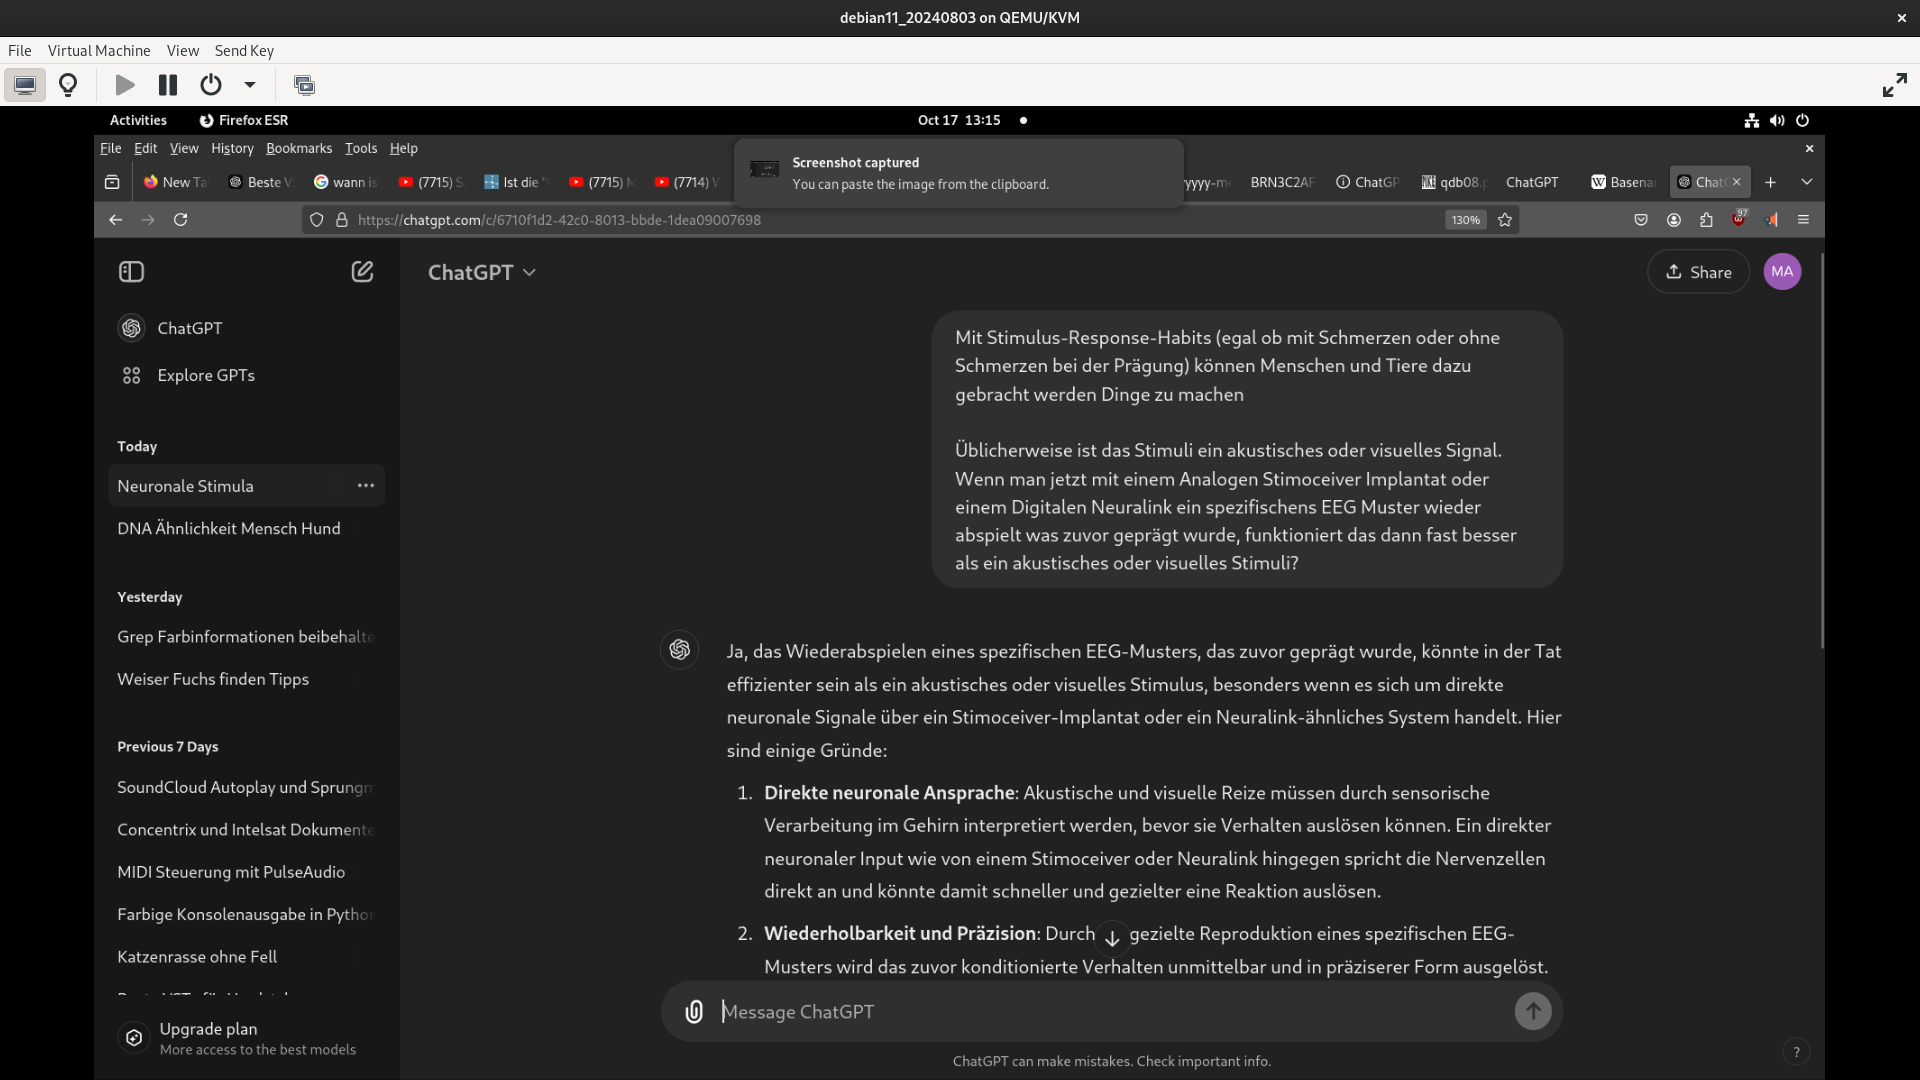 debian11_20240803 on QEMU/KVM
File Virtual Machine View Send Key
Activities Firefox ESR Oct 17 13:15
File Edit View History Bookmarks Tools Help
Screenshot captured
You can paste the image from the clipboard.
New Ta Beste V wann is (7715) S Ist die " (7715) M (7714) V yyyy-m BRN3C2AF ChatGP qdb08.p ChatGPT Basena Chat
https://chatgpt.com/c/6710f1d2-42c0-8013-bbde-1dea09007698 130% 97
ChatGPT
Explore GPTs
Today
Neuronale Stimula
DNA Ähnlichkeit Mensch Hund
Yesterday
Grep Farbinformationen beibehalte
Weiser Fuchs finden Tipps
Previous 7 Days
SoundCloud Autoplay und Sprungm
Concentrix und Intelsat Dokumente
MIDI Steuerung mit PulseAudio
Farbige Konsolenausgabe in Python
Katzenrasse ohne Fell
Upgrade plan
More access to the best models
ChatGPT Share MA
Mit Stimulus-Response-Habits (egal ob mit Schmerzen oder ohne
Schmerzen bei der Prägung) können Menschen und Tiere dazu
gebracht werden Dinge zu machen
Üblicherweise ist das Stimuli ein akustisches oder visuelles Signal.
Wenn man jetzt mit einem Analogen Stimoceiver Implantat oder
einem Digitalen Neuralink ein spezifischens EEG Muster wieder
abspielt was zuvor geprägt wurde, funktioniert das dann fast besser
als ein akustisches oder visuelles Stimuli?
Ja, das Wiederabspielen eines spezifischen EEG-Musters, das zuvor geprägt wurde, könnte in der Tat
effizienter sein als ein akustisches oder visuelles Stimulus, besonders wenn es sich um direkte
neuronale Signale über ein Stimoceiver-Implantat oder ein Neuralink-ähnliches System handelt. Hier
sind einige Gründe:
1. Direkte neuronale Ansprache: Akustische und visuelle Reize müssen durch sensorische
Verarbeitung im Gehirn interpretiert werden, bevor sie Verhalten auslösen können. Ein direkter
neuronaler Input wie von einem Stimoceiver oder Neuralink hingegen spricht die Nervenzellen
direkt an und könnte damit schneller und gezielter eine Reaktion auslösen.
2. Wiederholbarkeit und Präzision: Durch gezielte Reproduktion eines spezifischen EEG-
Musters wird das zuvor konditionierte Verhalten unmittelbar und in präziserer Form ausgelöst.
Message ChatGPT
ChatGPT can make mistakes. Check important info.
?